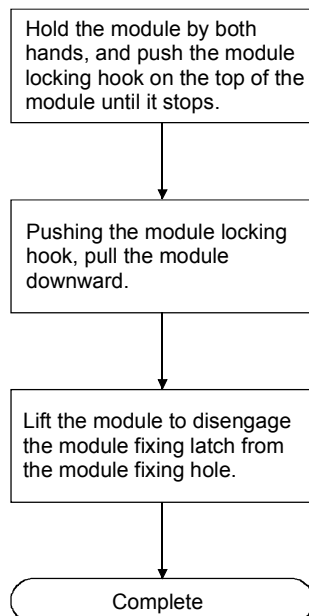 Hold the module by both
hands, and push the module
locking hook on the top of the
module until it stops.
Pushing the module locking
hook, pull the module
downward.
Lift the module to disengage
the module fixing latch from
the module fixing hole.
Complete